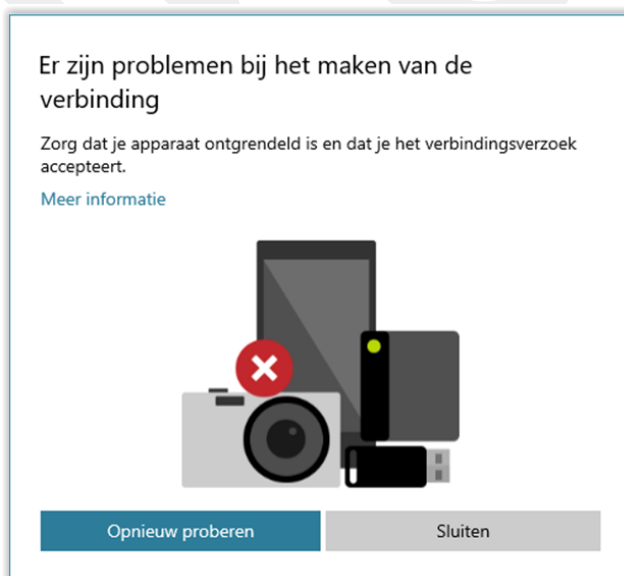 Er zijn problemen bij het maken van de
verbinding
Zorg dat je apparaat ontgrendeld is en dat je het verbindingsverzoek
accepteert.
Meer informatie
Opnieuw proberen
Sluiten